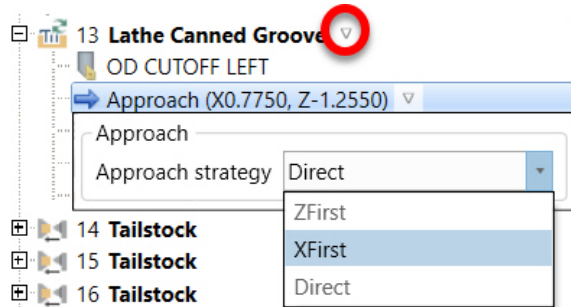 13 Lathe Canned Groove
OD CUTOFF LEFT
Approach (X0.7750, Z-1.2550)
Approach
Approach strategy Direct
ZFirst
XFirst
Direct
14 Tailstock
15 Tailstock
16 Tailstock